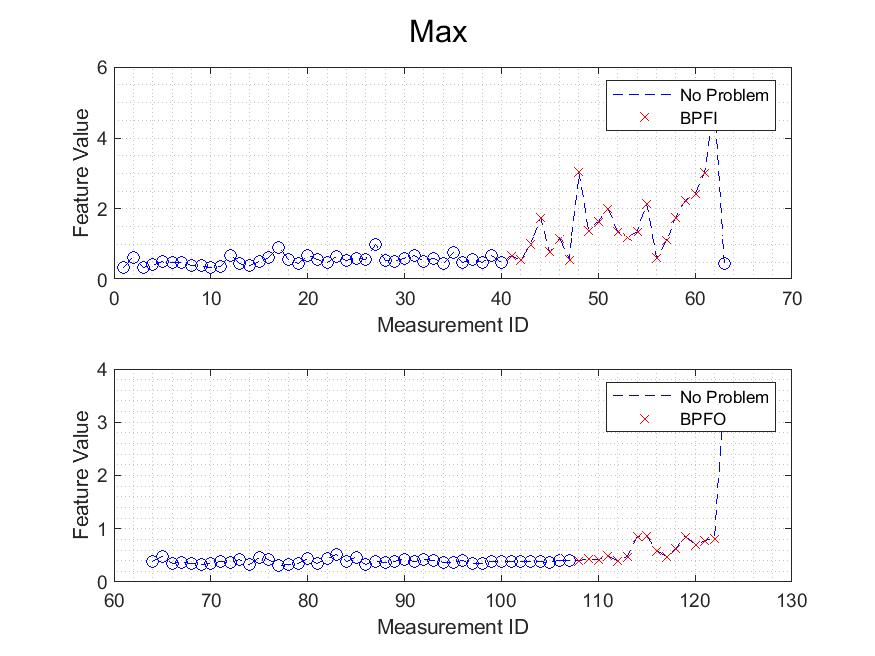 Max
6
4
2
0
Feature Value
No Problem
BPFI
0 10 20 30 40 50 60 70
Measurement ID
4
3
2
1
0
Feature Value
No Problem
BPFO
60 70 80 90 100 110 120 130
Measurement ID